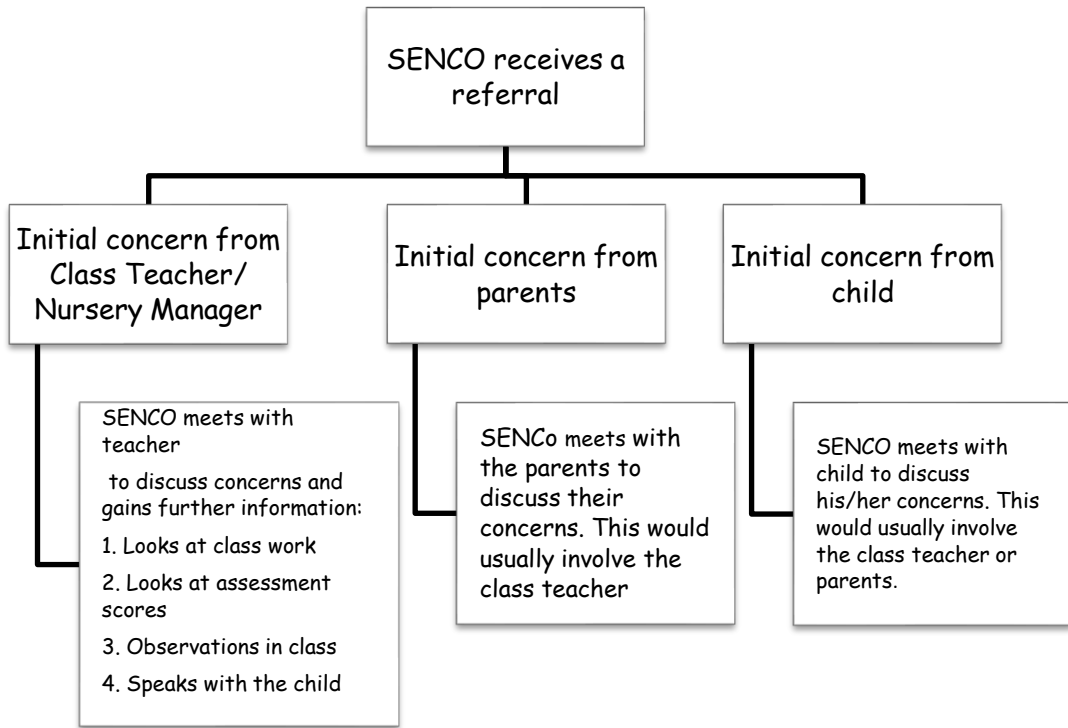 SENCO receives a
referral
Initial concern from
Class Teacher/
Nursery Manager
Initial concern from
parents
Initial concern from
child
SENCO meets with
teacher
to discuss concerns and
gains further information:
1. Looks at class work
2. Looks at assessment
scores
3. Observations in class
4. Speaks with the child
SENCo meets with
the parents to
discuss their
concerns. This would
usually involve the
class teacher
SENCO meets with
child to discuss
his/her concerns. This
would usually involve
the class teacher or
parents.